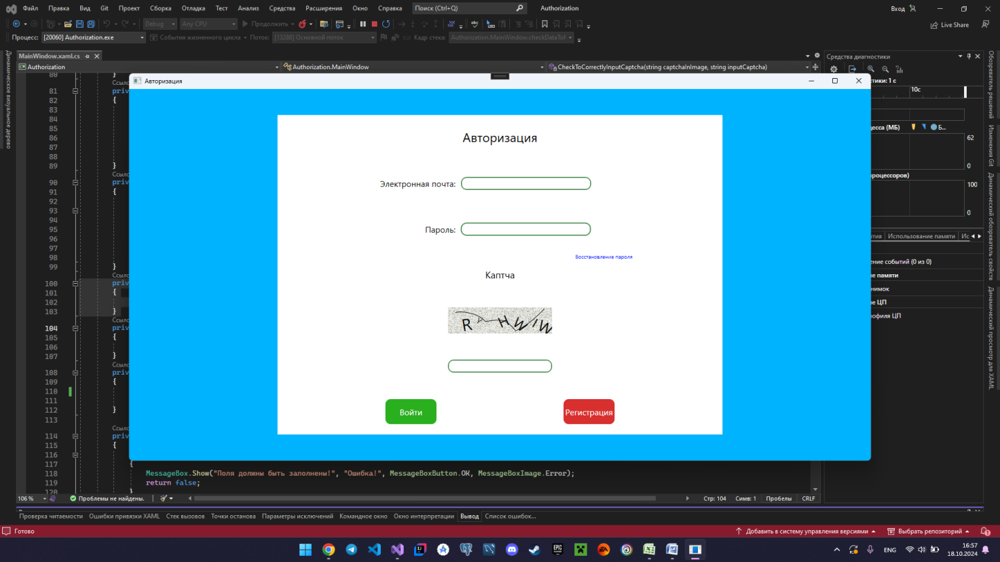 Файл Правка Вид Git Проект Сборка Отладка Тест Анализ Средства Расширения Окно Справка Поиск (Ctrl+Q) Authorization Вход
Debug Any CPU Продолжить Live Share
Процесс: [20060] Authorization.exe События жизненного цикла Поток: [13288] Основной поток Кадр стека: Authorization.MainWindow.checkDataToF
MainWindow.xaml.cs
Authorization Authorization.MainWindow CheckToCorrectlyInputCaptcha(string captchaInImage, string inputCaptcha)
Динамическое визуальное дерево
80 }
Ссыло
81 priv
82 {
83
84
85
86
87
88
89 }
Ссыло
90 priv
91 {
92
93
94
95
96
97
98
99 }
Ссыло
100 priv
101 {
102
103 }
Ссыло
104 priv
105 {
106
107 }
Ссыло
108 priv
109 {
110
111
112 }
113
Ссыло
114 priv
115 {
116
117 {
118 MessageBox.Show("Поля должны быть заполнены!", "Ошибка!", MessageBoxButton.OK, MessageBoxImage.Error);
119 return false;
120 }
Авторизация
Авторизация
Электронная почта:
Пароль:
Восстановление пароля
Каптча
Войти
Регистрация
Средства диагностики
стики: 1 с
10с
цесса (МБ) Б...
62
0
процессоров)
100
0
тия Использование памяти Ис
ение событий (0 из 0)
е памяти
нимок
е ЦП
офиля ЦП
Обозреватель решений
Изменения Git
Динамический обозреватель свойств
Динамический просмотр для XAML
106 % Проблемы не найдены. Стр: 104 Симв: 1 Пробелы CRLF
Проверка читаемости Ошибки привязки XAML Стек вызовов Точки останова Параметры исключений Командное окно Окно интерпретации Вывод Список ошибок...
Готово Добавить в систему управления версиями Выбрать репозиторий 1
ENG 16:57
18.10.2024